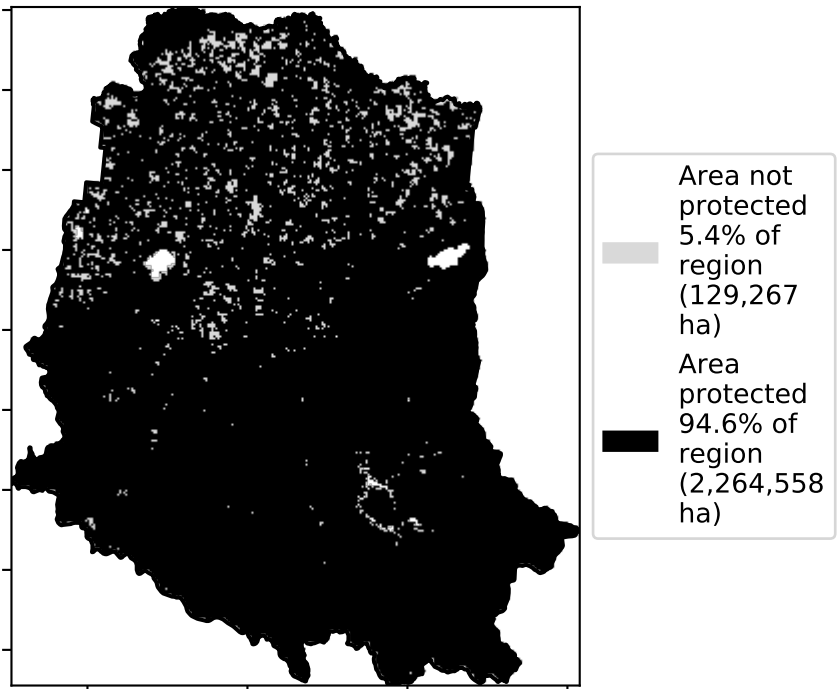 Area not
protected
5.4% of
region
(129,267
ha)
Area
protected
94.6% of
region
(2,264,558
ha)